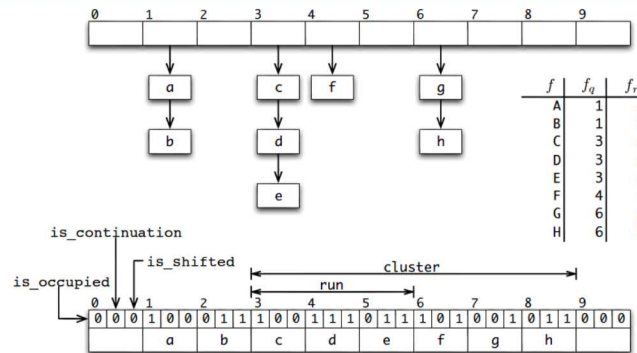 0 1 2 3 4 5 6 7 8 9
a c f g
b d h
e
f f_q f_r
A 1
B 1
C 3
D 3
E 3
F 4
G 6
H 6
is_continuation
is_shifted
is_occupied
cluster
run
0 1 2 3 4 5 6 7 8 9
0 0 0 1 0 0 0 1 1 1 0 0 1 1 1 0 1 1 1 0 1 0 0 1 0 1 1 0 0 0
a b c d e f g h